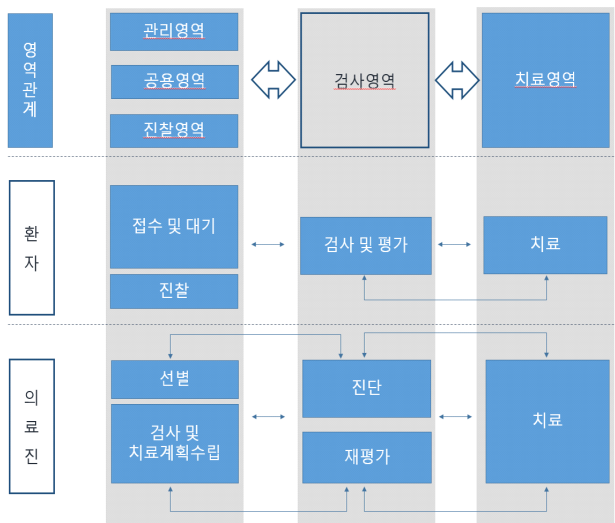 영역관계
관리영역
공용영역
진찰영역
검사영역
치료영역
환자
접수 및 대기
진찰
검사 및 평가
치료
의료진
선별
검사 및
치료계획수립
진단
재평가
치료